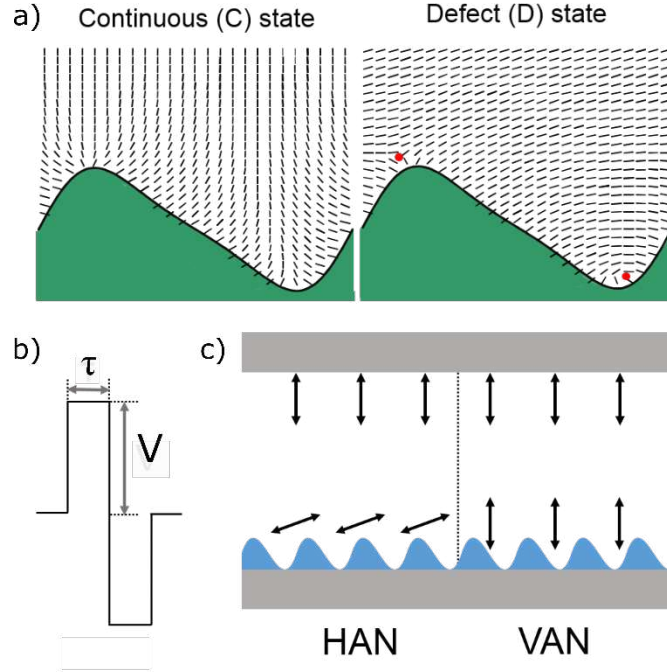 a)
Continuous (C) state
Defect (D) state
b)
τ
V
c)
HAN
VAN